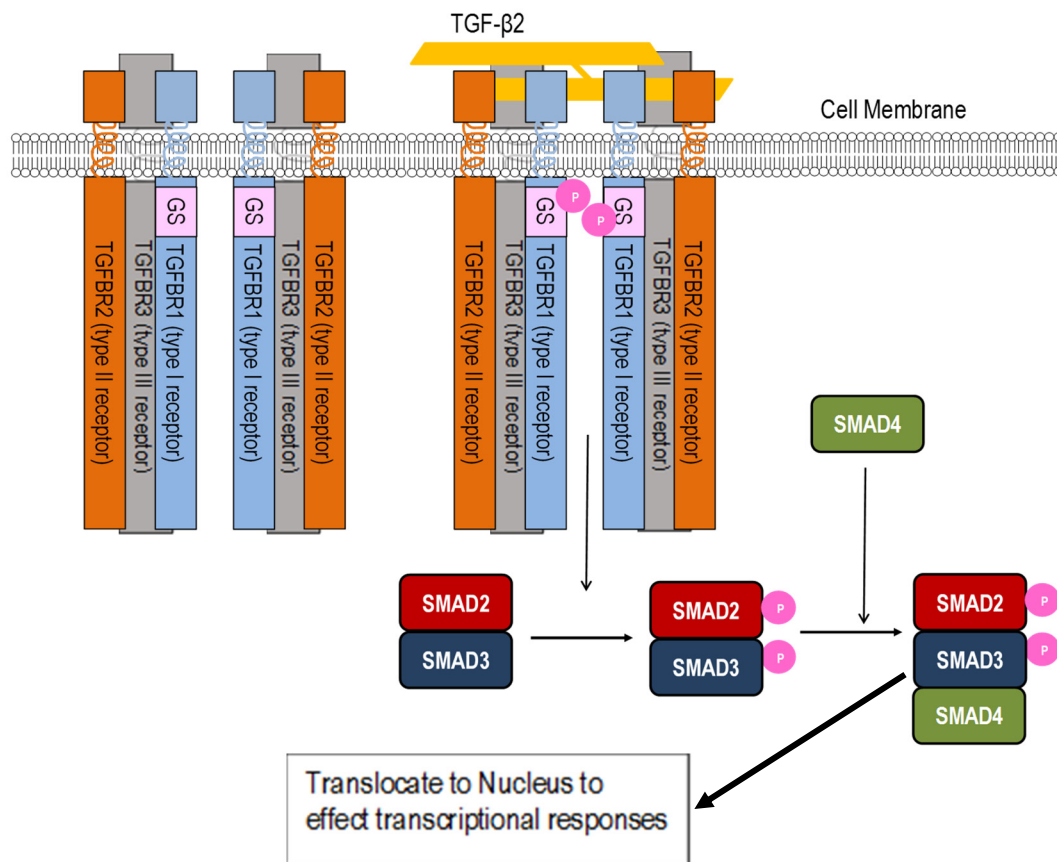 TGF-β2
Cell Membrane
GS
GS
GS
GS
P
P
TGFBR2 (type II receptor)
TGFBR3 (type III receptor)
TGFBR1 (type I receptor)
TGFBR1 (type I receptor)
TGFBR3 (type III receptor)
TGFBR2 (type II receptor)
TGFBR2 (type II receptor)
TGFBR3 (type III receptor)
TGFBR1 (type I receptor)
TGFBR1 (type I receptor)
TGFBR3 (type III receptor)
TGFBR2 (type II receptor)
SMAD4
SMAD2
SMAD3
SMAD2
P
SMAD3
P
SMAD2
P
SMAD3
P
SMAD4
Translocate to Nucleus to
effect transcriptional responses